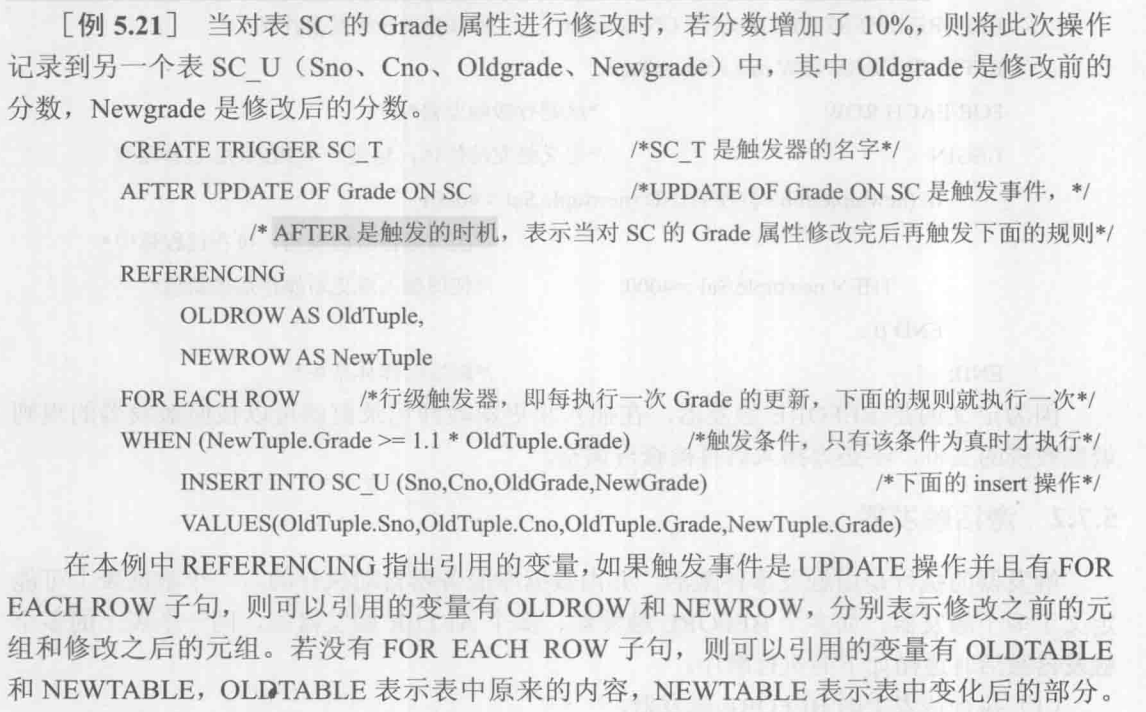 ［例 5.21］ 当对表 SC 的 Grade 属性进行修改时，若分数增加了 10%，则将此次操作
记录到另一个表 SC_U（Sno、Cno、Oldgrade、Newgrade）中，其中 Oldgrade 是修改前的
分数，Newgrade 是修改后的分数。
CREATE TRIGGER SC_T /*SC_T 是触发器的名字*/
AFTER UPDATE OF Grade ON SC /*UPDATE OF Grade ON SC 是触发事件，*/
/* AFTER 是触发的时机，表示当对 SC 的 Grade 属性修改完后再触发下面的规则*/
REFERENCING
OLDROW AS OldTuple,
NEWROW AS NewTuple
FOR EACH ROW /*行级触发器，即每执行一次 Grade 的更新，下面的规则就执行一次*/
WHEN (NewTuple.Grade >= 1.1 * OldTuple.Grade) /*触发条件，只有该条件为真时才执行*/
INSERT INTO SC_U (Sno,Cno,OldGrade,NewGrade) /*下面的 insert 操作*/
VALUES(OldTuple.Sno,OldTuple.Cno,OldTuple.Grade,NewTuple.Grade)
在本例中 REFERENCING 指出引用的变量，如果触发事件是 UPDATE 操作并且有 FOR
EACH ROW 子句，则可以引用的变量有 OLDROW 和 NEWROW，分别表示修改之前的元
组和修改之后的元组。若没有 FOR EACH ROW 子句，则可以引用的变量有 OLDTABLE
和 NEWTABLE，OLDTABLE 表示表中原来的内容，NEWTABLE 表示表中变化后的部分。